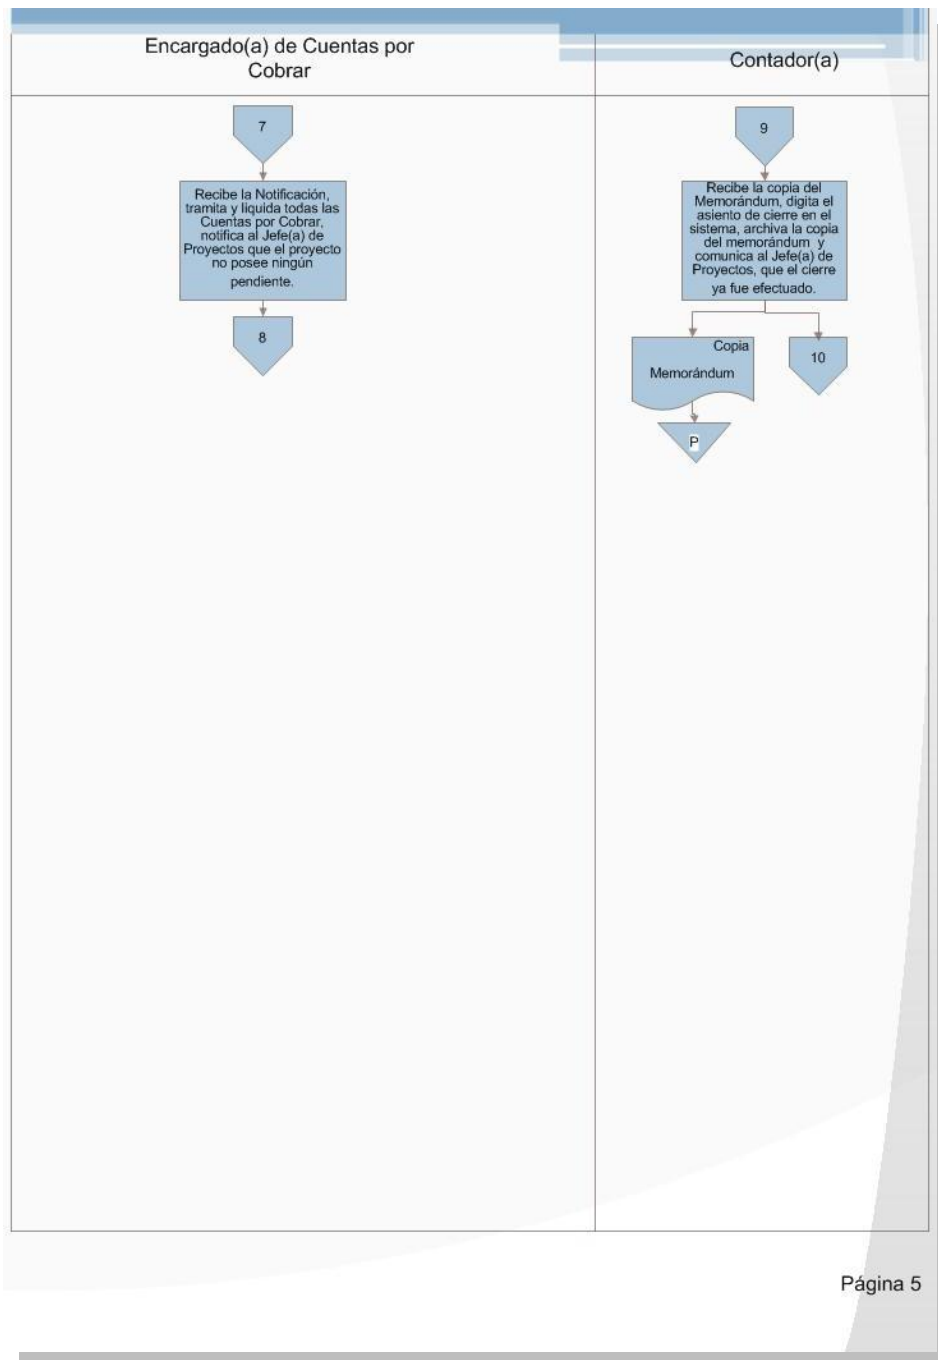 Encargado(a) de Cuentas por
Cobrar
Contador(a)
7
Recibe la Notificación,
tramita y liquida todas las
Cuentas por Cobrar,
notifica al Jefe(a) de
Proyectos que el proyecto
no posee ningún
pendiente.
8
9
Recibe la copia del
Memorándum, digita el
asiento de cierre en el
sistema, archiva la copia
del memorándum y
comunica al Jefe(a) de
Proyectos, que el cierre
ya fue efectuado.
Copia
Memorándum
10
P
Página 5